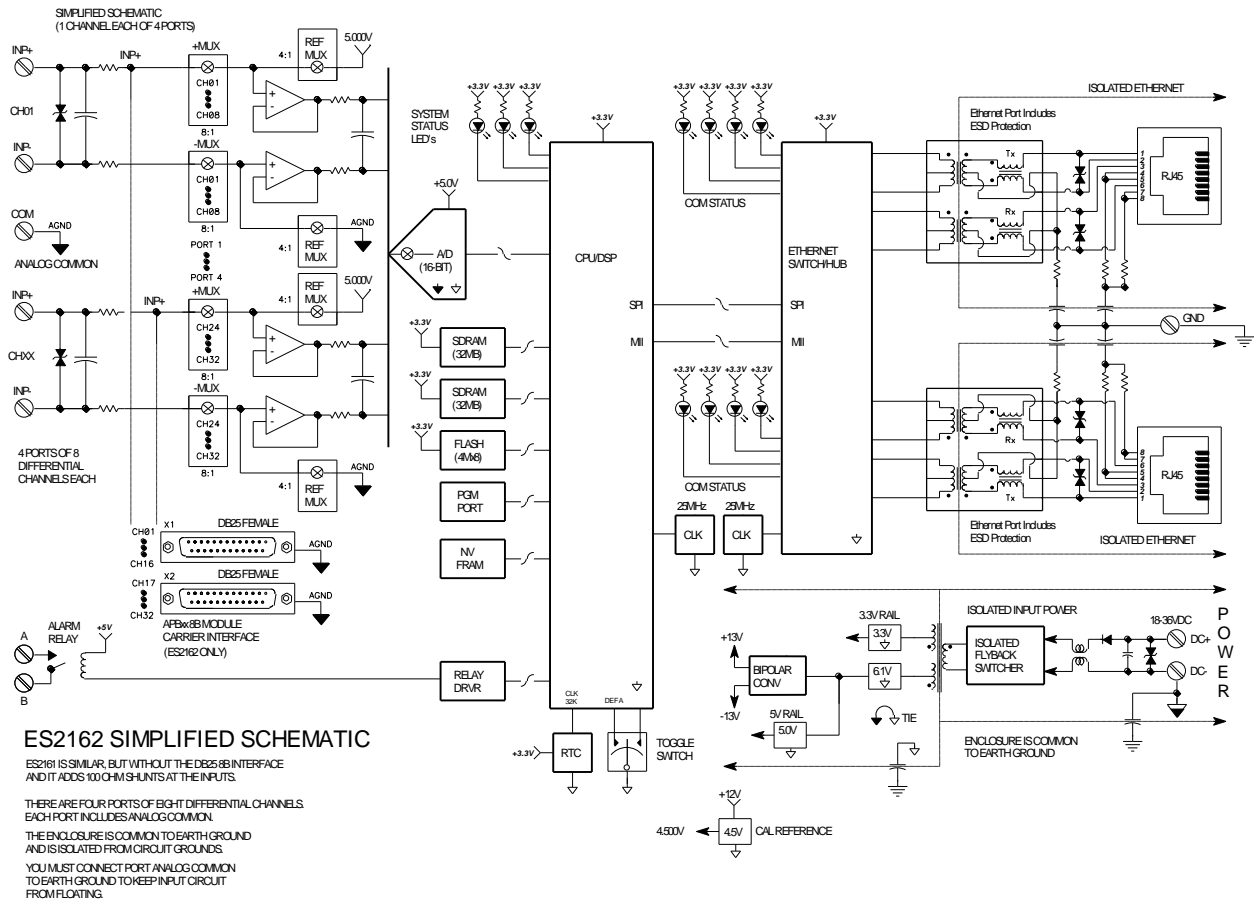 SIMPLIFIED SCHEMATIC
(1 CHANNEL EACH OF 4 PORTS)
INP+
CH01
INP-
COM
AGND
ANALOG COMMON
INP+
CHXX
INP-
4 PORTS OF 8
DIFFERENTIAL
CHANNELS EACH
INP+
+MUX
CH01
CH08
8:1
-MUX
CH01
CH08
8:1
PORT 1
PORT 4
INP+
+MUX
CH24
CH32
8:1
-MUX
CH24
CH32
8:1
4:1
REF
MUX
5.000V
+
-
+
-
4:1
REF
MUX
AGND
4:1
REF
MUX
5.000V
+
-
+
-
4:1
REF
MUX
AGND
CH01
CH16
X1
DB25 FEMALE
AGND
CH17
CH32
X2
DB25 FEMALE
AGND
APBxx8B MODULE
CARRIER INTERFACE
(ES2162 ONLY)
A
B
ALARM
RELAY
+5V
SYSTEM
STATUS
LED's
+3.3V +3.3V +3.3V
+5.0V
A/D
(16-BIT)
+3.3V
SDRAM
(32MB)
+3.3V
SDRAM
(32MB)
+3.3V
FLASH
(4Mx8)
PGM
PORT
NV
FRAM
RELAY
DRVR
+3.3V
CPU/DSP
SPI
MII
CLK
32K
DEFA
+3.3V
RTC
TOGGLE
SWITCH
+3.3V +3.3V +3.3V +3.3V
COM STATUS
+3.3V
ETHERNET
SWITCH/HUB
SPI
MII
+3.3V +3.3V +3.3V +3.3V
COM STATUS
25MHz
CLK
25MHz
CLK
ISOLATED ETHERNET
Ethernet Port Includes
ESD Protection
Tx
Rx
1
2
3
4
5
6
7
8
RJ45
GND
Rx
Tx
8
7
6
5
4
3
2
1
RJ45
Ethernet Port Includes
ESD Protection
ISOLATED ETHERNET
ISOLATED INPUT POWER
18-36VDC
DC+
DC-
POWER
ISOLATED
FLYBACK
SWITCHER
3.3V RAIL
3.3V
6.1V
+13V
BIPOLAR
CONV
-13V
5V RAIL
5.0V
TIE
ENCLOSURE IS COMMON
TO EARTH GROUND
+12V
4.500V
4.5V
CAL REFERENCE
ES2162 SIMPLIFIED SCHEMATIC
ES2161 IS SIMILAR, BUT WITHOUT THE DB25 8B INTERFACE
AND IT ADDS 100 OHM SHUNTS AT THE INPUTS.
THERE ARE FOUR PORTS OF EIGHT DIFFERENTIAL CHANNELS.
EACH PORT INCLUDES ANALOG COMMON.
THE ENCLOSURE IS COMMON TO EARTH GROUND
AND IS ISOLATED FROM CIRCUIT GROUNDS.
YOU MUST CONNECT PORT ANALOG COMMON
TO EARTH GROUND TO KEEP INPUT CIRCUIT
FROM FLOATING.